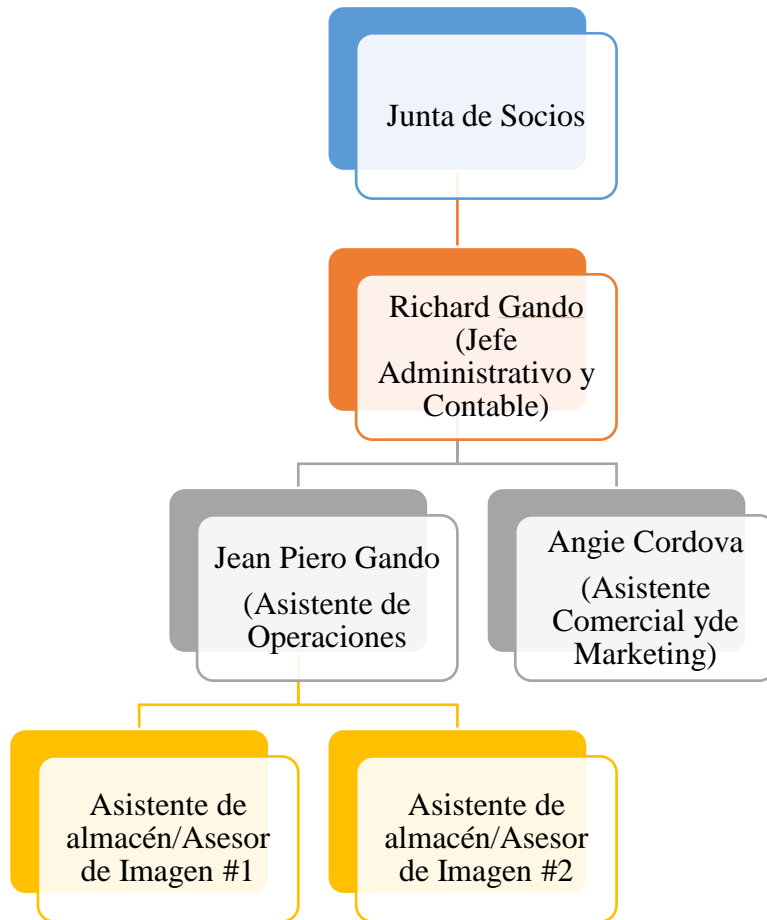 Junta de Socios
Richard Gando
(Jefe
Administrativo y
Contable)
Jean Piero Gando
(Asistente de
Operaciones
Angie Cordova
(Asistente
Comercial yde
Marketing)
Asistente de
almacén/Asesor
de Imagen #1
Asistente de
almacén/Asesor
de Imagen #2